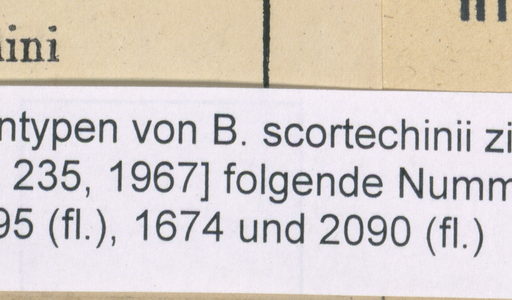 ini
ntypen von B. scortechinii zi
235, 1967] folgende Numm
95 (fl.), 1674 und 2090 (fl.)